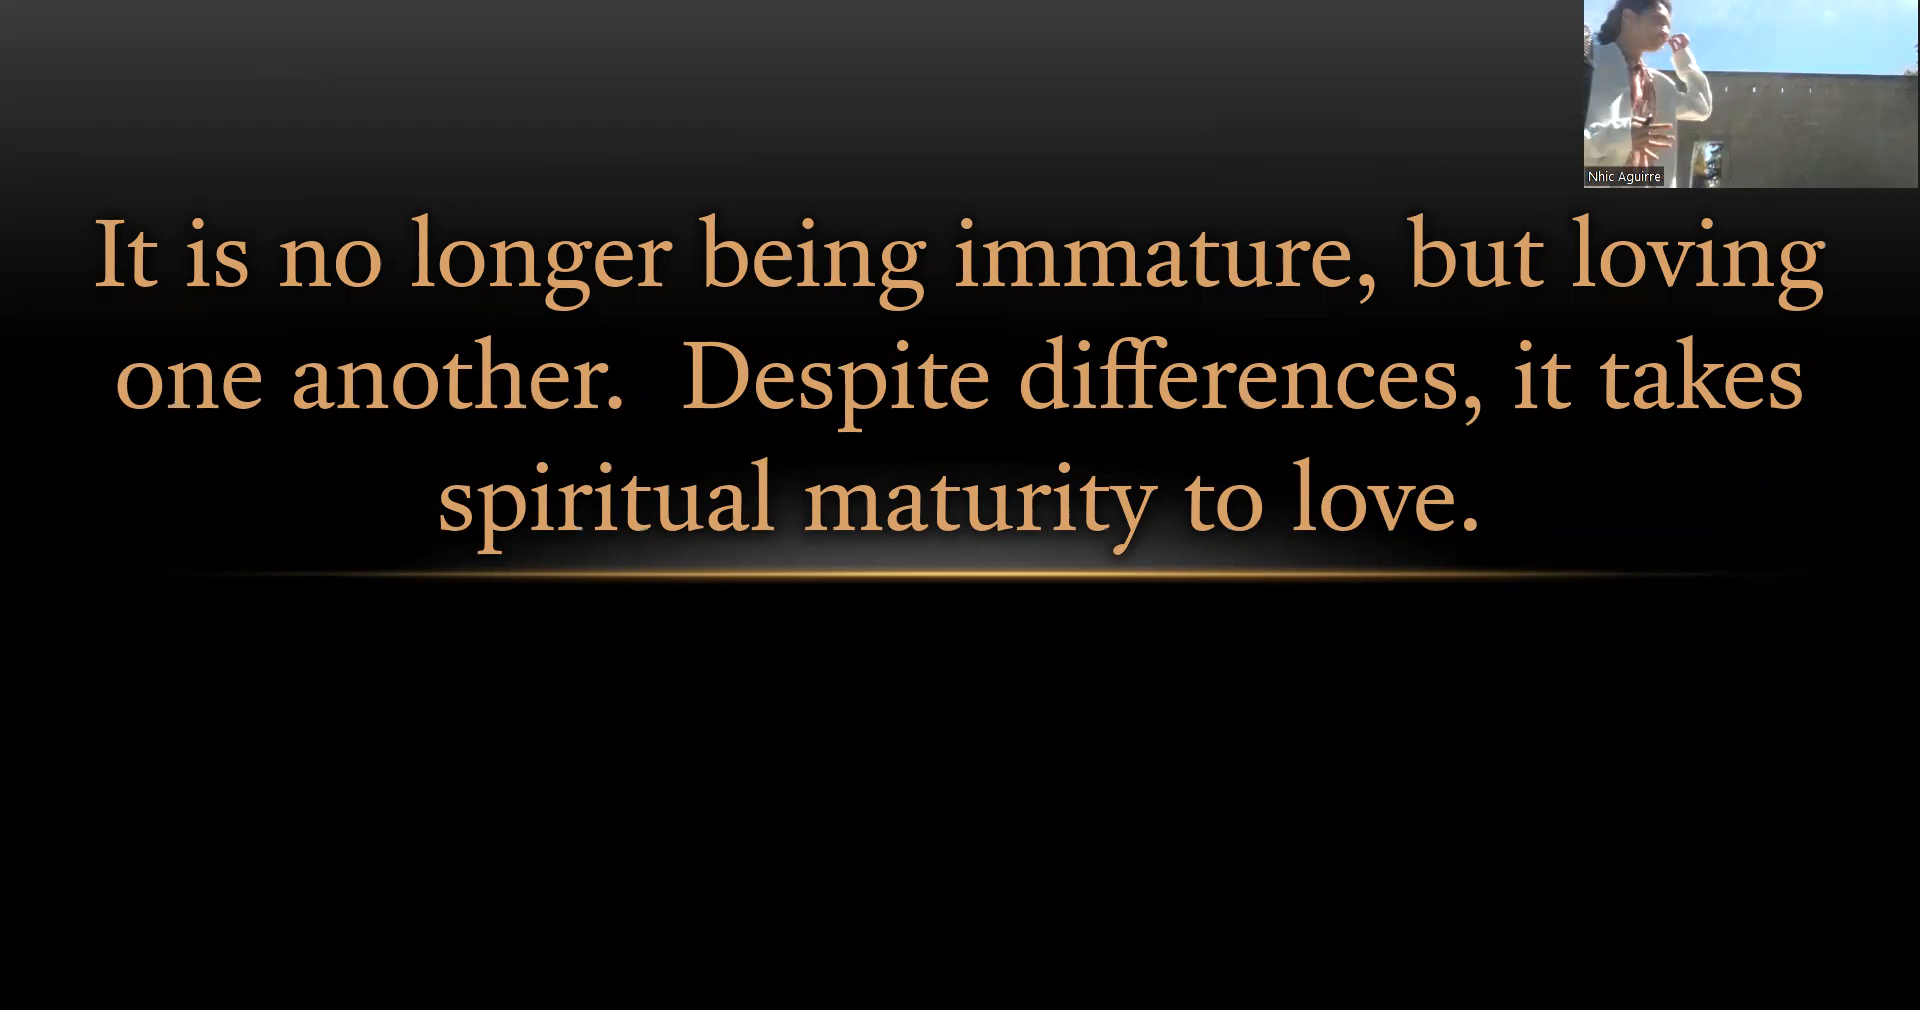 Nhic Aguirre
It is no longer being immature, but loving
one another.  Despite differences, it takes
spiritual maturity to love.